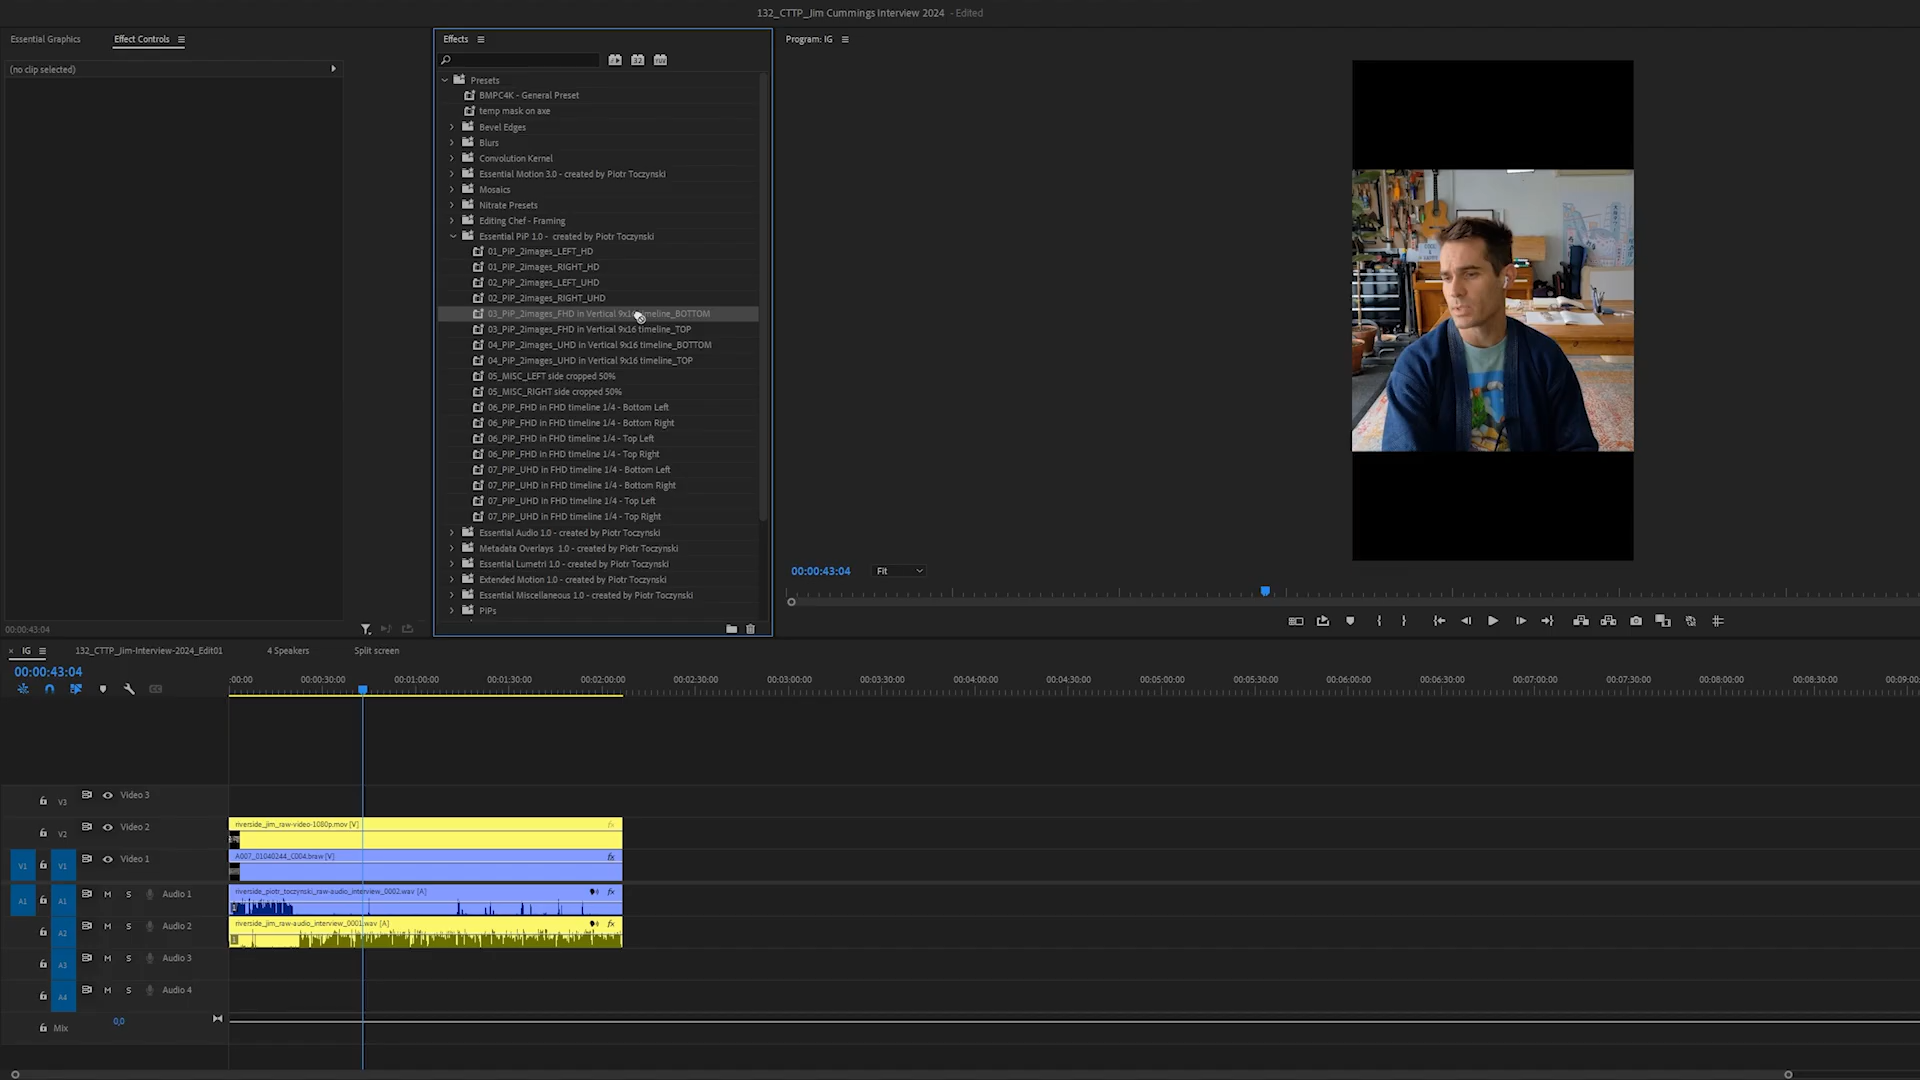 132_CTTP_Jim Cummings Interview 2024 - Edited
Essential Graphics
Effect Controls
(no clip selected)
00:00:43:04
Effects
Presets
BMPC4K - General Preset
temp mask on axe
Bevel Edges
Blurs
Convolution Kernel
Essential Motion 3.0 - created by Piotr Toczynski
Mosaics
Nitrate Presets
Editing Chef - Framing
Essential PiP 1.0 - created by Piotr Toczynski
01_PiP_2images_LEFT_HD
01_PiP_2images_RIGHT_HD
02_PIP_2images_LEFT_UHD
02_PIP_2images_RIGHT_UHD
03_PiP_2images_FHD in Vertical 9x16 timeline_BOTTOM
03_PiP_2images_FHD in Vertical 9x16 timeline_TOP
04_PiP_2images_UHD in Vertical 9x16 timeline_BOTTOM
04_PiP_2images_UHD in Vertical 9x16 timeline_TOP
05_MISC_LEFT side cropped 50%
05_MISC_RIGHT side cropped 50%
06_PiP_FHD in FHD timeline 1/4 - Bottom Left
06_PiP_FHD in FHD timeline 1/4 - Bottom Right
06_PiP_FHD in FHD timeline 1/4 - Top Left
06_PiP_FHD in FHD timeline 1/4 - Top Right
07_PiP_UHD in FHD timeline 1/4 - Bottom Left
07_PiP_UHD in FHD timeline 1/4 - Bottom Right
07_PiP_UHD in FHD timeline 1/4 - Top Left
07_PiP_UHD in FHD timeline 1/4 - Top Right
Essential Audio 1.0 - created by Piotr Toczynski
Metadata Overlays 1.0 - created by Piotr Toczynski
Essential Lumetri 1.0 - created by Piotr Toczynski
Extended Motion 1.0 - created by Piotr Toczynski
Essential Miscellaneous 1.0 - created by Piotr Toczynski
PiPs
Program: IG
00:00:43:04
Fit
IG
132_CTTP_Jim-Interview-2024_Edit01
4 Speakers
Split screen
00:00:43:04
:00:00 00:00:30:00 00:01:00:00 00:01:30:00 00:02:00:00 00:02:30:00 00:03:00:00 00:03:30:00 00:04:00:00 00:04:30:00 00:05:00:00 00:05:30:00 00:06:00:00 00:06:30:00 00:07:00:00 00:07:30:00 00:08:00:00 00:08:30:00 00:09:00
V3 Video 3
V2 Video 2
riverside_jim_raw-video-1080p.mov [V] fx
V1 V1 Video 1
A007_01040244_C004.braw [V] fx
A1 A1 M S Audio 1
riverside_piotr_toczynski_raw-audio_interview_0002.wav [A] fx
A2 M S Audio 2
riverside_jim_raw-audio_interview_0001.wav [A] fx
A3 M S Audio 3
A4 M S Audio 4
Mix 0,0